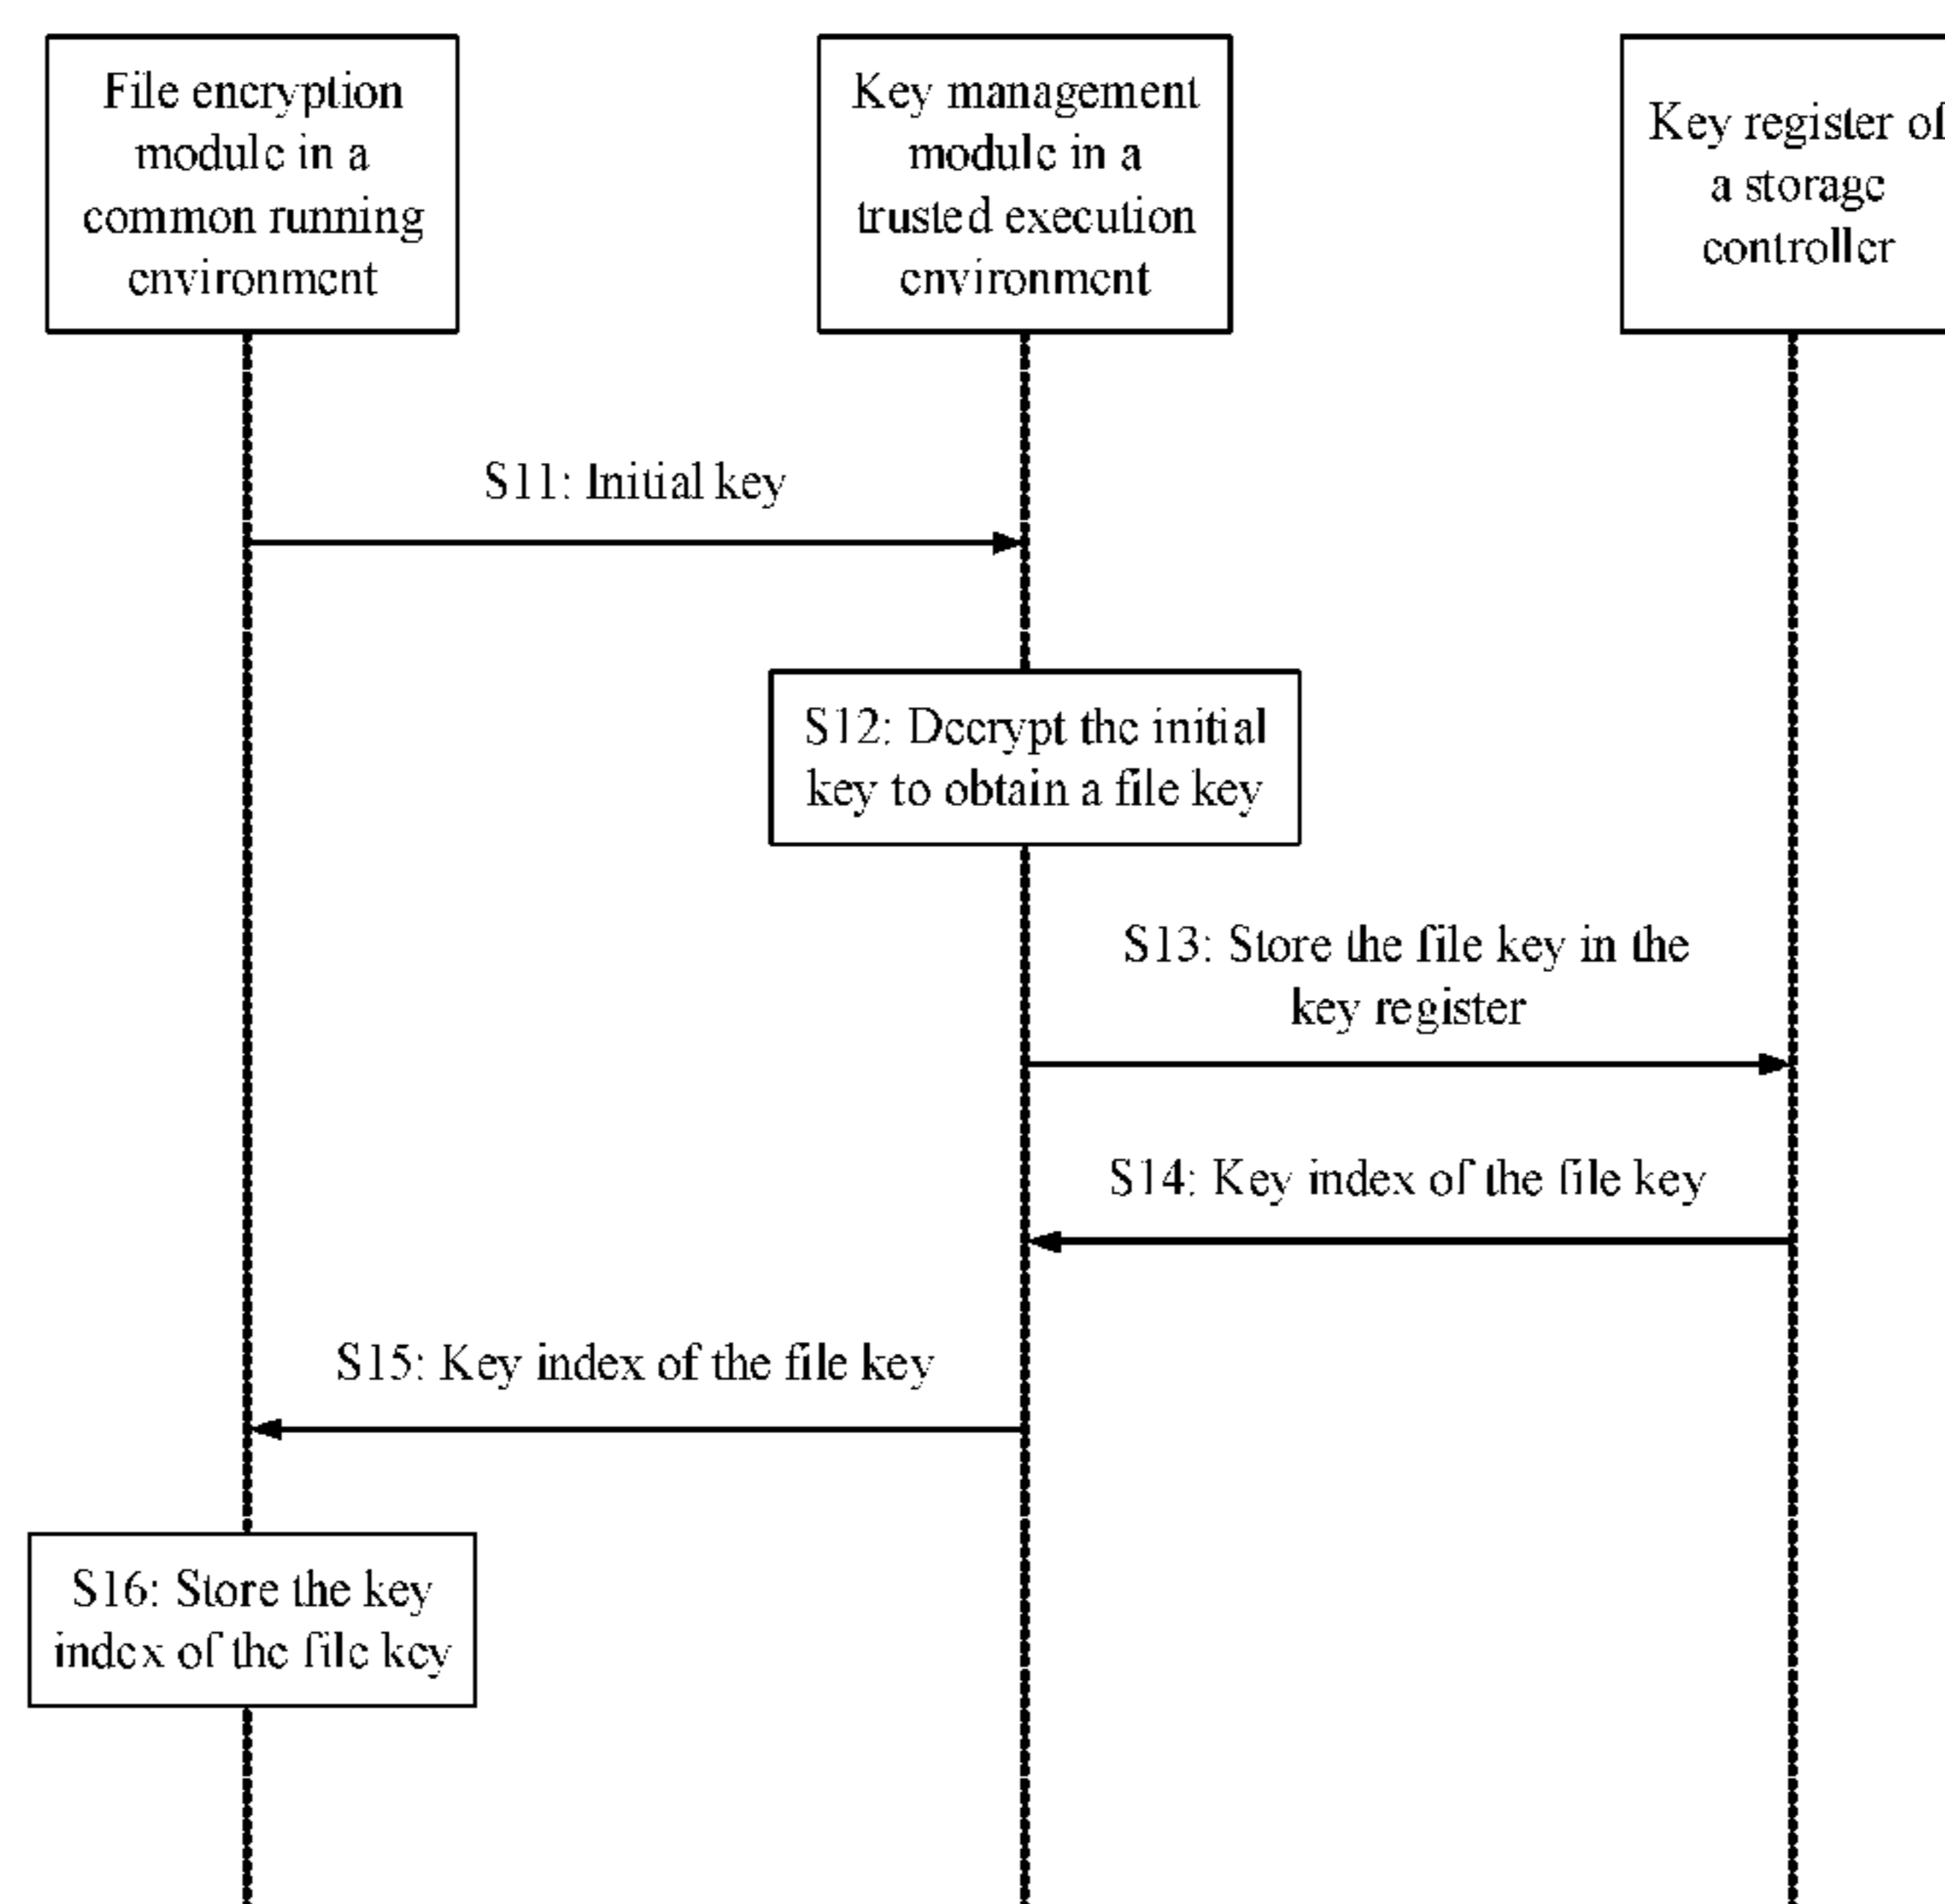 File encryption
module in a
common running
environment
Key management
module in a
trusted execution
environment
Key register of
a storage
controller
S11: Initial key
S12: Decrypt the initial
key to obtain a file key
S13: Store the file key in the
key register
S14: Key index of the file key
S15: Key index of the file key
S16: Store the key
index of the file key